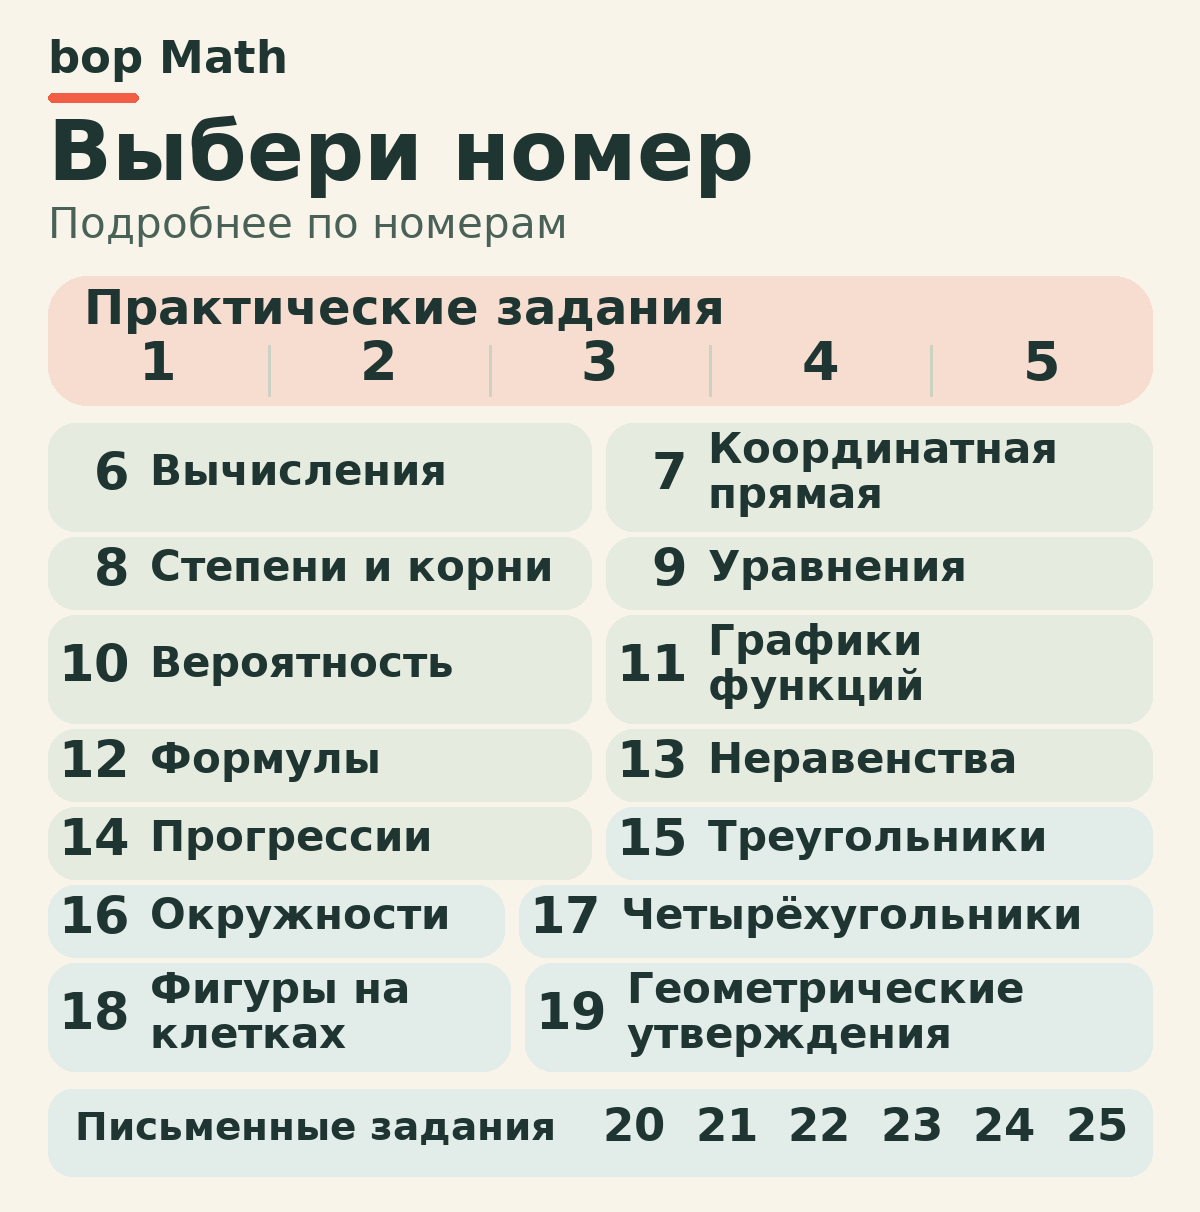 bop Math
Выбери номер
Подробнее по номерам
Практические задания
1 2 3 4 5
6 Вычисления
7 Координатная
прямая
8 Степени и корни
9 Уравнения
10 Вероятность
11 Графики
функций
12 Формулы
13 Неравенства
14 Прогрессии
15 Треугольники
16 Окружности
17 Четырёхугольники
18 Фигуры на
клетках
19 Геометрические
утверждения
Письменные задания 20 21 22 23 24 25